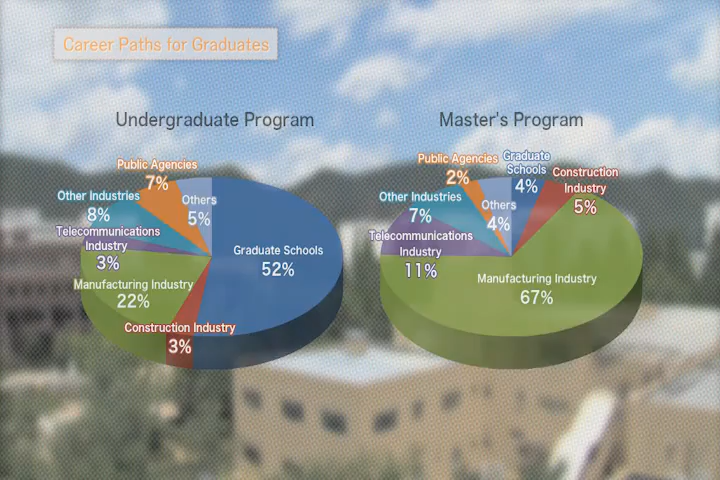 Career Paths for Graduates
Undergraduate Program
Public Agencies
7%
Others
5%
Other Industries
8%
Telecommunications
Industry
3%
Graduate Schools
52%
Manufacturing Industry
22%
Construction Industry
3%
Master's Program
Public Agencies
2%
Graduate
Schools
4%
Construction
Industry
5%
Others
4%
Other Industries
7%
Telecommunications
Industry
11%
Manufacturing Industry
67%